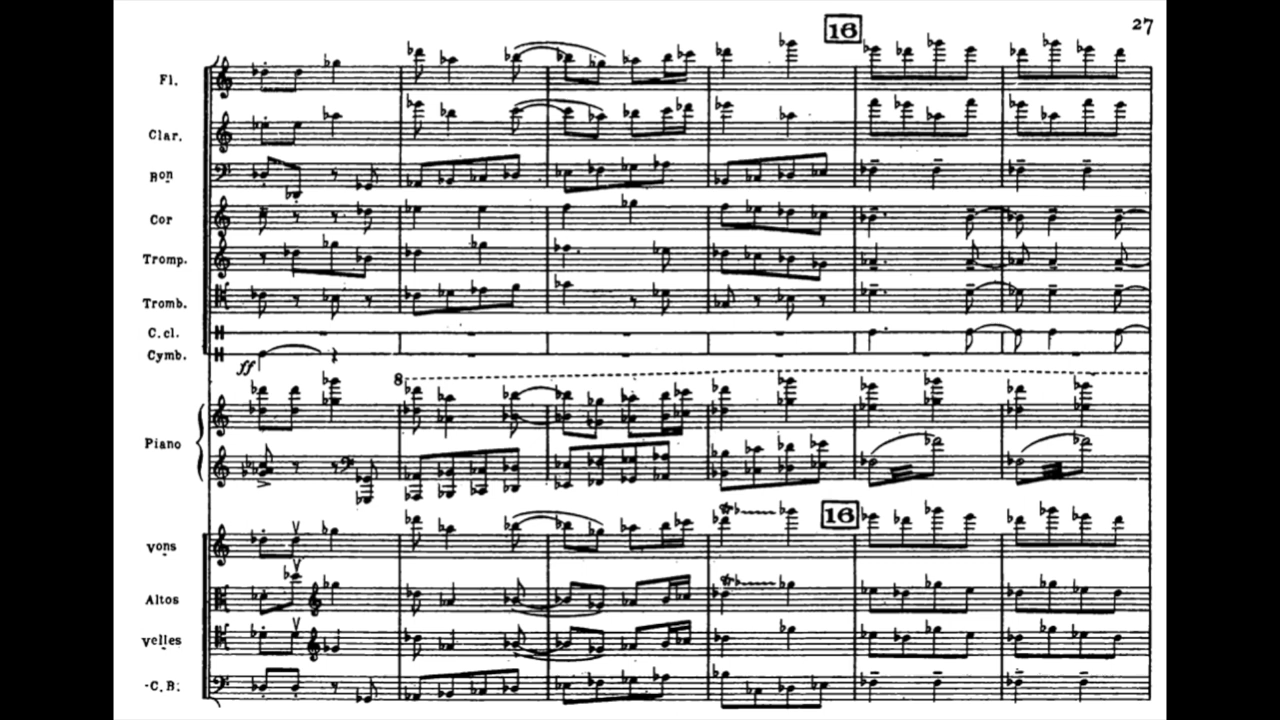 16
27
Fl.
Clar.
Bon
Cor
Tromp.
Tromb.
C.cl.
Cymb.
ff
8
Piano
16
Vons
Altos
Velles
C.B.